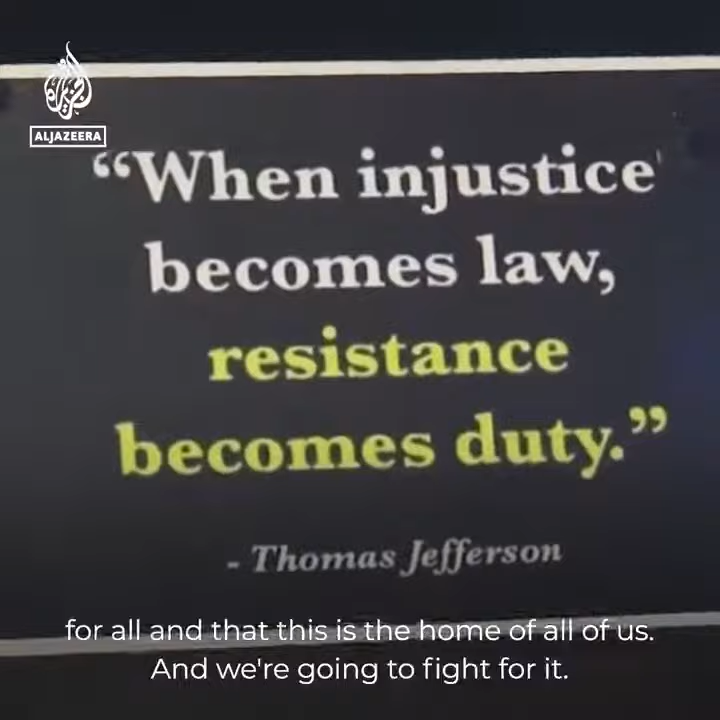 ALJAZEERA
“When injustice
becomes law,
resistance
becomes duty.”
- Thomas Jefferson
for all and that this is the home of all of us.
And we're going to fight for it.